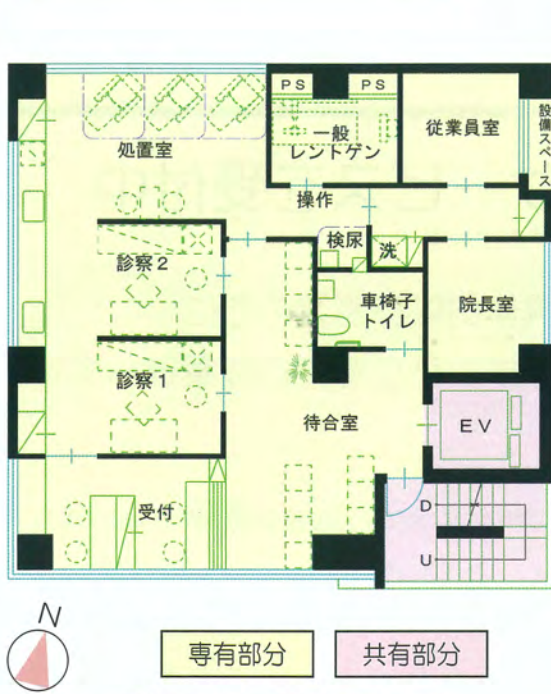 PS
PS
処置室
一般
レントゲン
従業員室
設備スペース
操作
検尿
洗
診察2
車椅子
トイレ
院長室
診察1
待合室
EV
受付
D
U
N
専有部分
共有部分